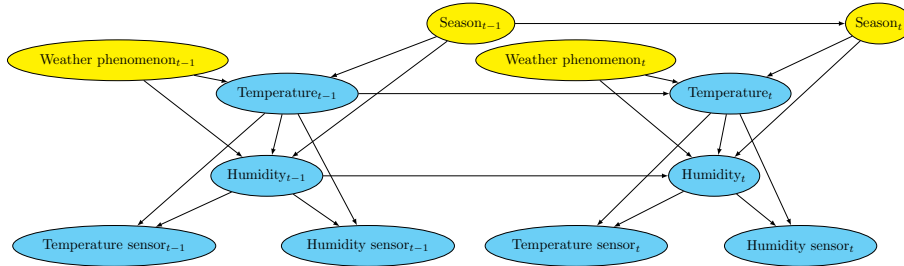 Season_{t−1}
Season_t
Weather phenomenon_{t−1}
Weather phenomenon_t
Temperature_{t−1}
Temperature_t
Humidity_{t−1}
Humidity_t
Temperature sensor_{t−1}
Humidity sensor_{t−1}
Temperature sensor_t
Humidity sensor_t